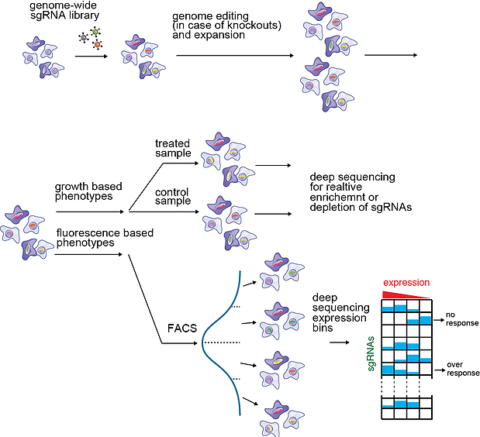 genome-wide
sgRNA library
genome editing
(in case of knockouts)
and expansion
treated
sample
growth based
phenotypes
control
sample
deep sequencing
for realtive
enrichemnt or
depletion of sgRNAs
fluorescence based
phenotypes
FACS
deep
sequencing
expression
bins
expression
sgRNAs
no
response
over
response